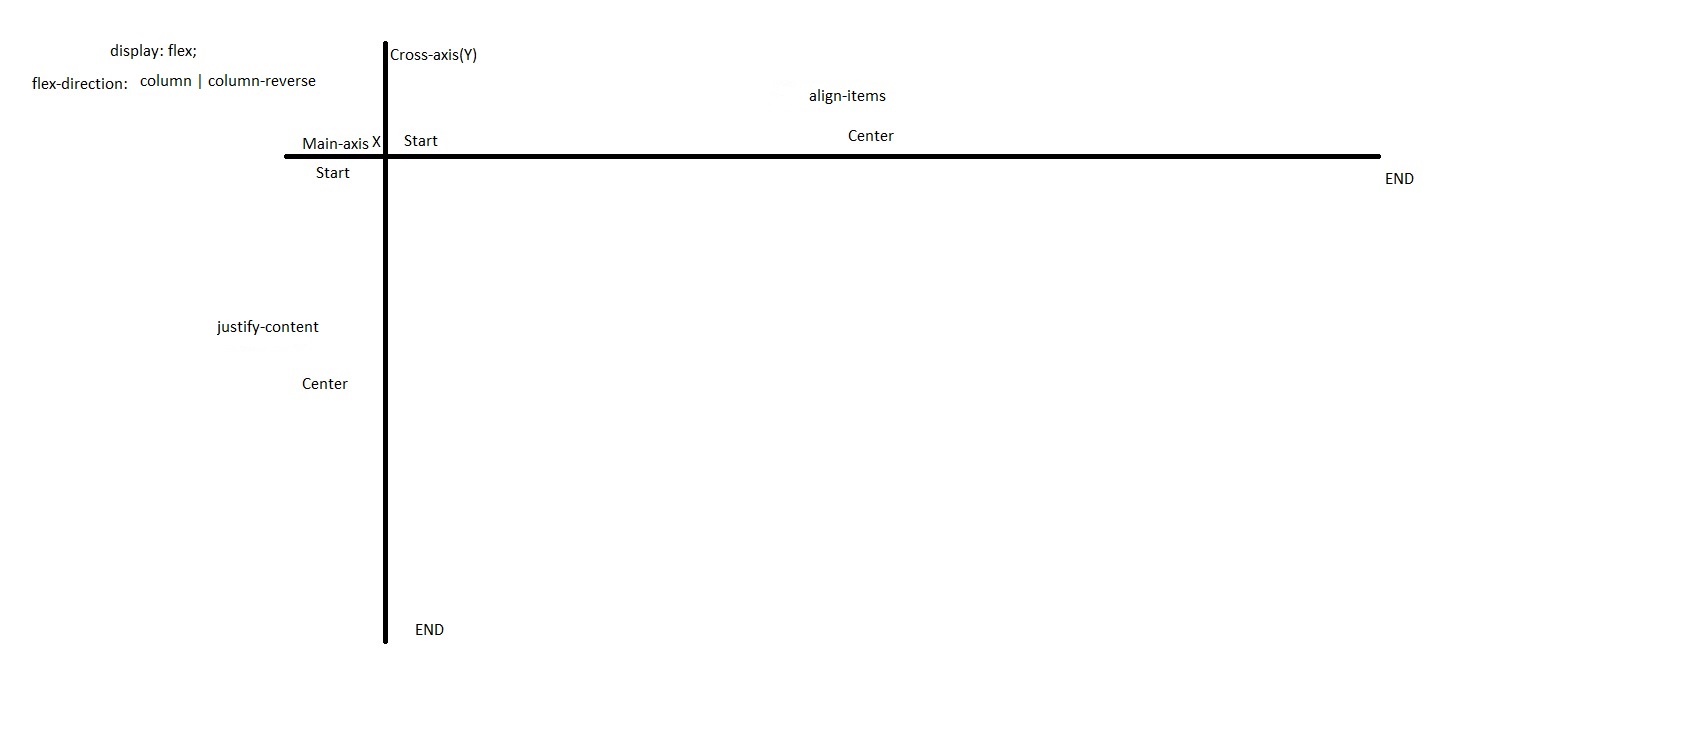 display: flex;
Cross-axis(Y)
flex-direction: column | column-reverse
align-items
Main-axis X Start Center
Start
END
justify-content
Center
END